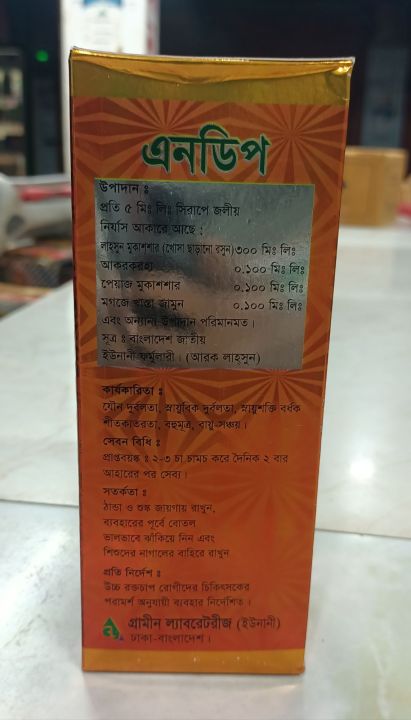 এনডিপ
উপাদান ঃ
প্রতি ৫ মিঃ লিঃ সিরাপে জলীয়
নির্যাস আকারে আছে :
লাহসুন মুকাশশার (খোসা ছাড়ানো রসুন) ৩০০ মিঃ লিঃ
আকরকরহা ০.১০০ মিঃ লিঃ
পেয়াজ মুকাশশার ০.১০০ মিঃ লিঃ
মগজে খাস্তা জামুন ০.১০০ মিঃ লিঃ
এবং অন্যান্য উপাদান পরিমানমত।
সূত্র ঃ বাংলাদেশ জাতীয়
ইউনানী ফর্মূলারী। (আরক লাহসুন)
কার্যকারিতা ঃ
যৌন দুর্বলতা, স্নায়ুবিক দুর্বলতা, স্নায়ুশক্তি বর্ধক
শীতকাতরতা, বহুমূত্র, বায়ু-সঞ্চয়।
সেবন বিধি ঃ
প্রাপ্তবয়স্ক ঃ ২-৩ চা চামচ করে দৈনিক ২ বার
আহারের পর সেব্য।
সতর্কতা ঃ
ঠান্ডা ও শুষ্ক জায়গায় রাখুন,
ব্যবহারের পূর্বে বোতল
ভালভাবে ঝাঁকিয়ে নিন এবং
শিশুদের নাগালের বাহিরে রাখুন
প্রতি নির্দেশ ঃ
উচ্চ রক্তচাপ রোগীদের চিকিৎসকের
পরামর্শ অনুযায়ী ব্যবহার নির্দেশিত।
গ্রামীন ল্যাবরেটরীজ (ইউনানী)
ঢাকা-বাংলাদেশ।